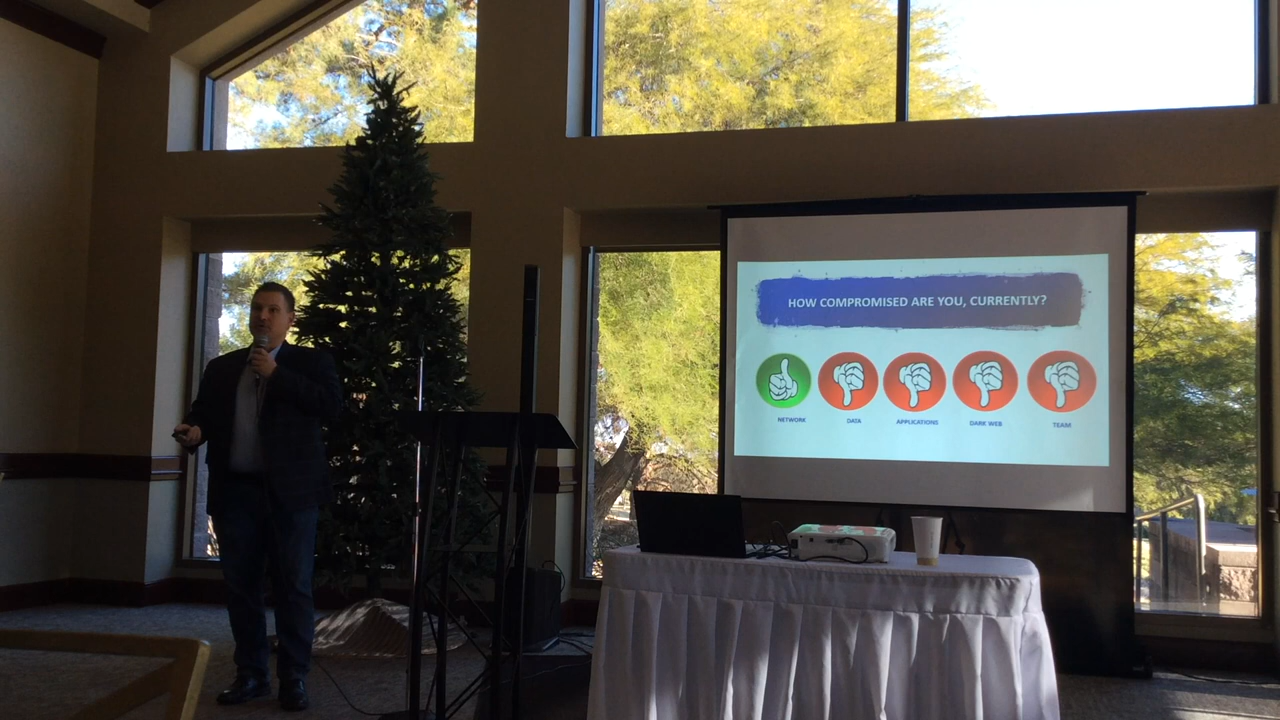 HOW COMPROMISED ARE YOU, CURRENTLY?
NETWORK
DATA
APPLICATIONS
DARK WEB
TEAM